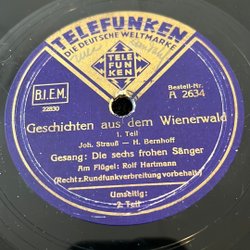 TELEFUNKEN
DIE DEUTSCHE WELTMARKE
TELE
FUN
KEN
B.I.E.M.
22830
Bestell-Nr.
A 2634
Geschichten aus dem Wienerwald
1. Teil
Joh. Strauß — H. Bernhoff
Gesang: Die sechs frohen Sänger
Am Flügel: Rolf Hartmann
(Recht z.Rundfunkverbreitung vorbehalt.)
Umseitig:
2. Teil